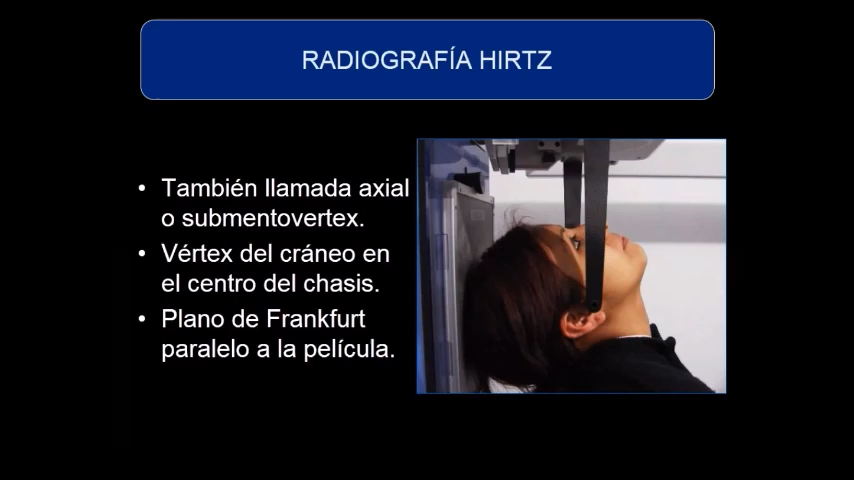 RADIOGRAFÍA HIRTZ
• También llamada axial
o submentovertex.
• Vértex del cráneo en
el centro del chasis.
• Plano de Frankfurt
paralelo a la película.